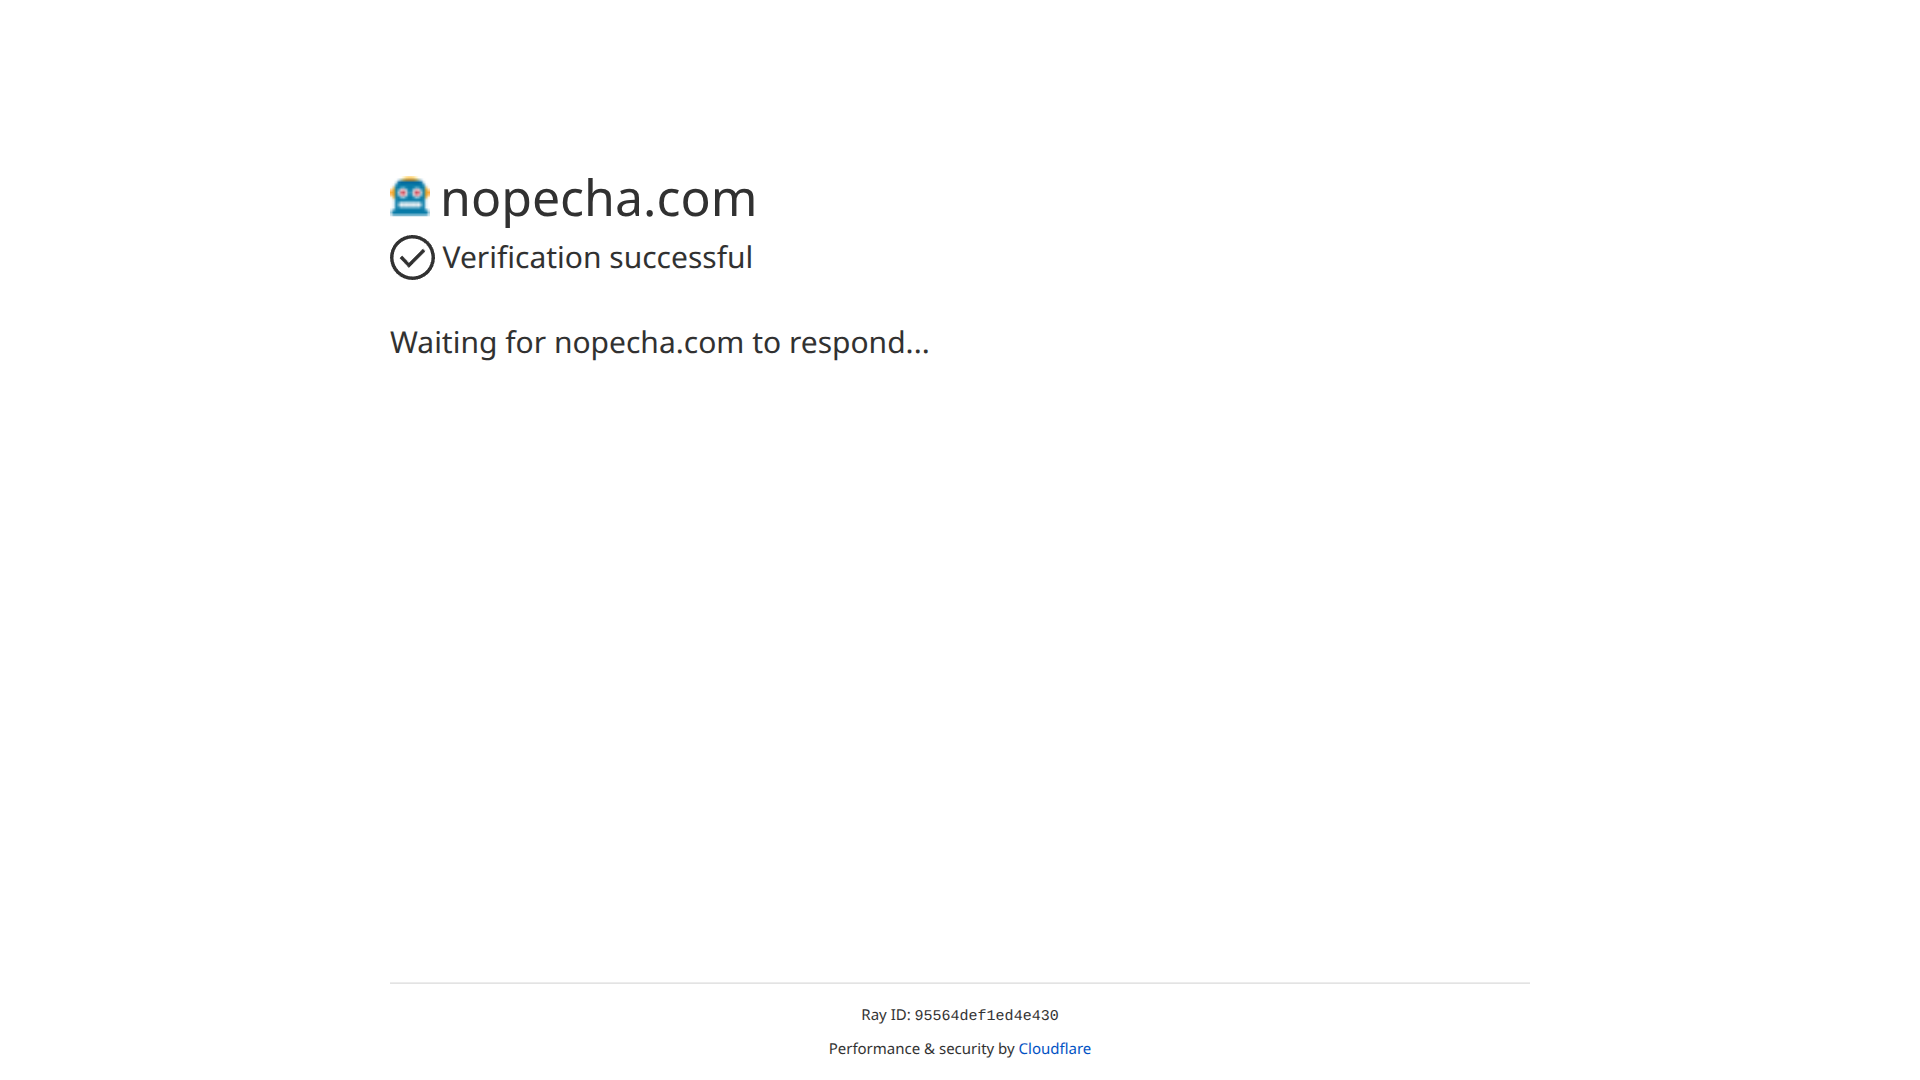 nopecha.com
Verification successful
Waiting for nopecha.com to respond...
Ray ID: 95564def1ed4e430
Performance & security by Cloudflare